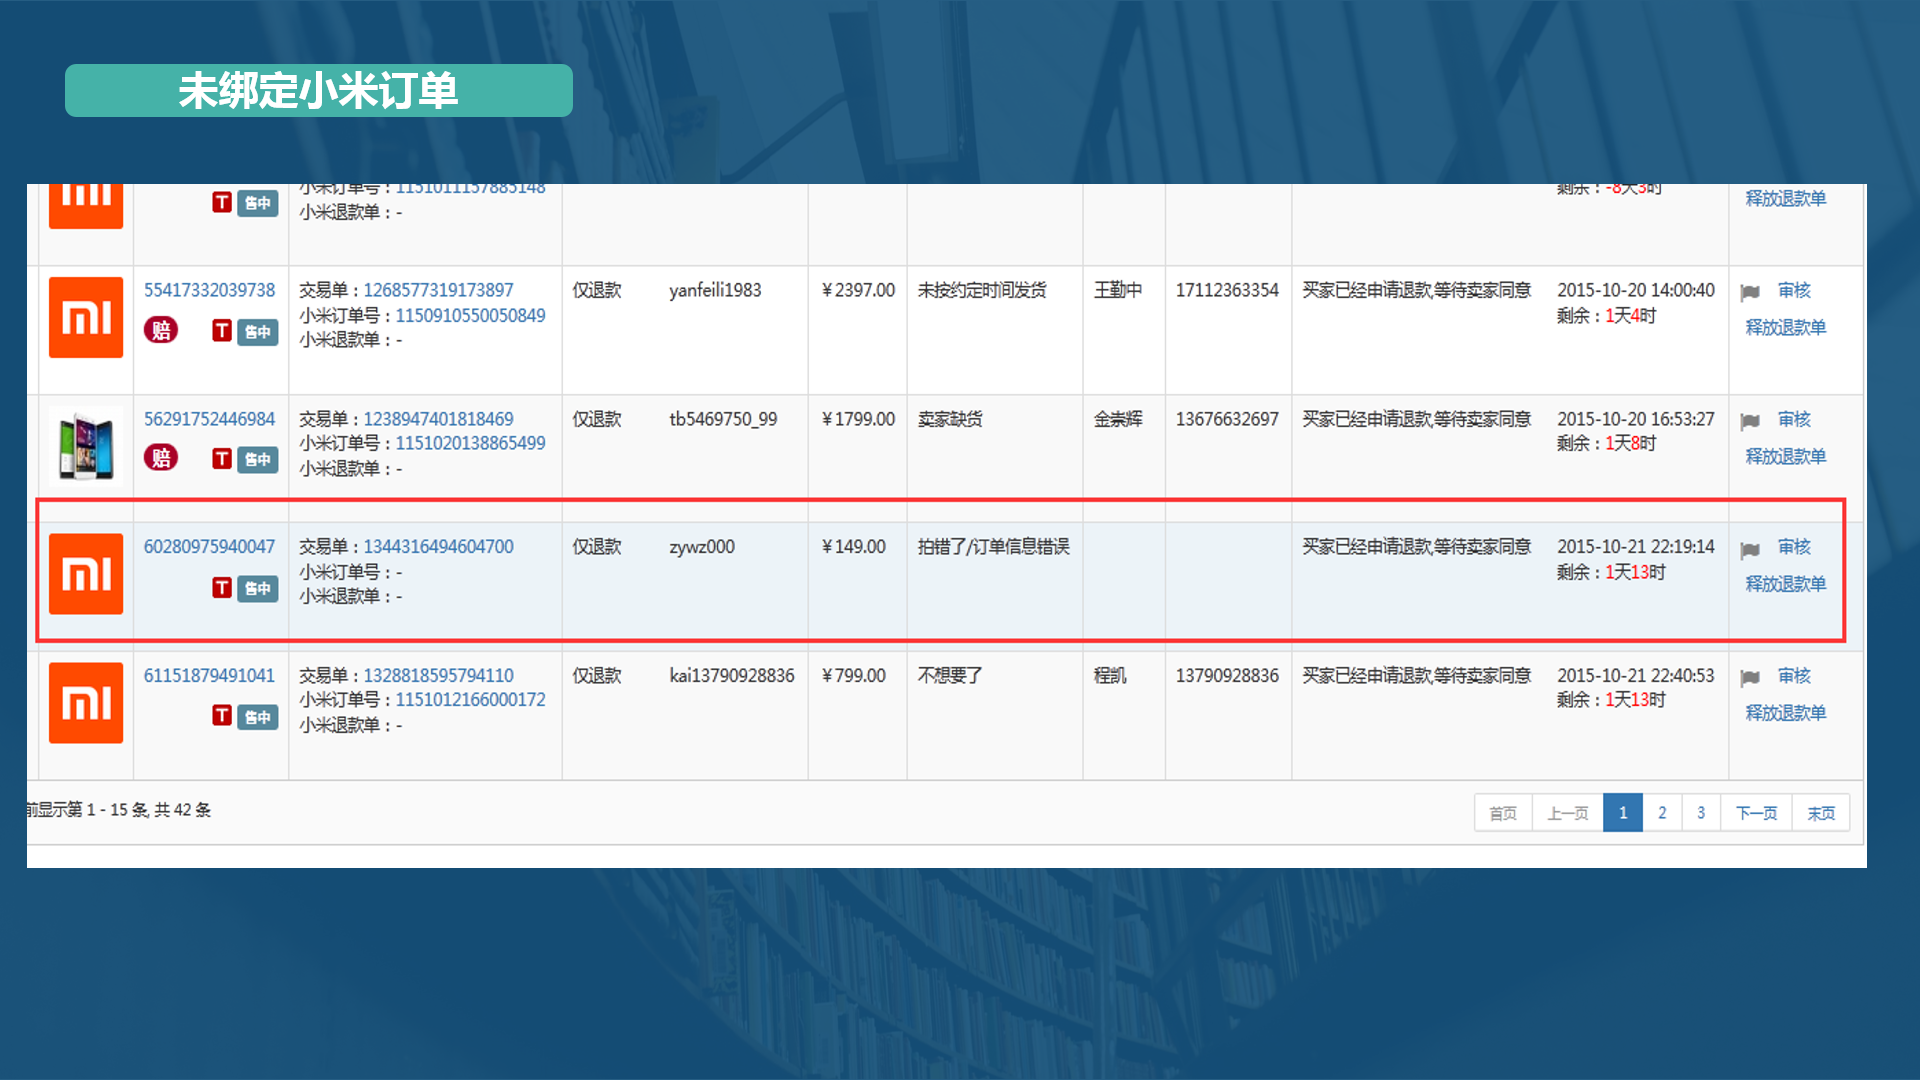 未绑定小米订单
小米订单号：1151011157885148
剩余：-8天3时
T 售中
小米退款单：-
释放退款单
55417332039738 交易单：1268577319173897 仅退款 yanfeili1983 ￥2397.00 未按约定时间发货 王勤中 17112363354 买家已经申请退款,等待卖家同意 2015-10-20 14:00:40 审核
赔 T 售中 小米订单号：1150910550050849 剩余：1天4时 释放退款单
小米退款单：-
56291752446984 交易单：1238947401818469 仅退款 tb5469750_99 ￥1799.00 卖家缺货 金崇辉 13676632697 买家已经申请退款,等待卖家同意 2015-10-20 16:53:27 审核
赔 T 售中 小米订单号：1151020138865499 剩余：1天8时 释放退款单
小米退款单：-
60280975940047 交易单：1344316494604700 仅退款 zywz000 ￥149.00 拍错了/订单信息错误 买家已经申请退款,等待卖家同意 2015-10-21 22:19:14 审核
T 售中 小米订单号：- 剩余：1天13时 释放退款单
小米退款单：-
61151879491041 交易单：1328818595794110 仅退款 kai13790928836 ￥799.00 不想要了 程凯 13790928836 买家已经申请退款,等待卖家同意 2015-10-21 22:40:53 审核
T 售中 小米订单号：1151012166000172 剩余：1天13时 释放退款单
小米退款单：-
前显示第 1 - 15 条, 共 42 条 首页 上一页 1 2 3 下一页 末页